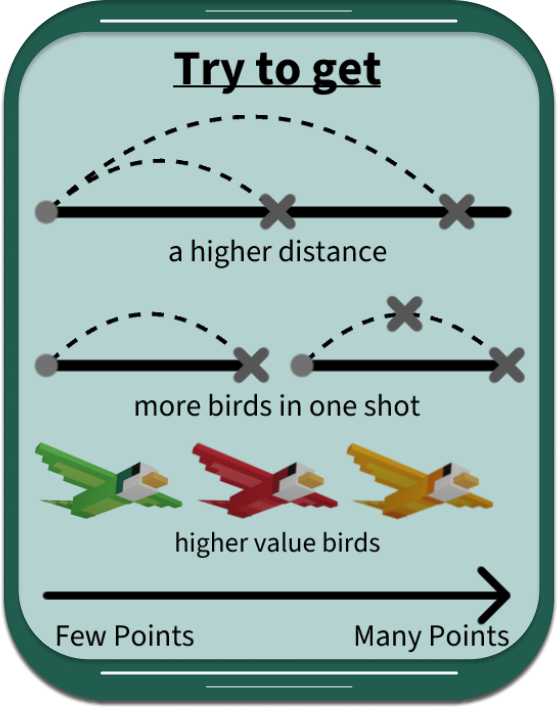 Try to get
a higher distance
more birds in one shot
higher value birds
Few Points Many Points